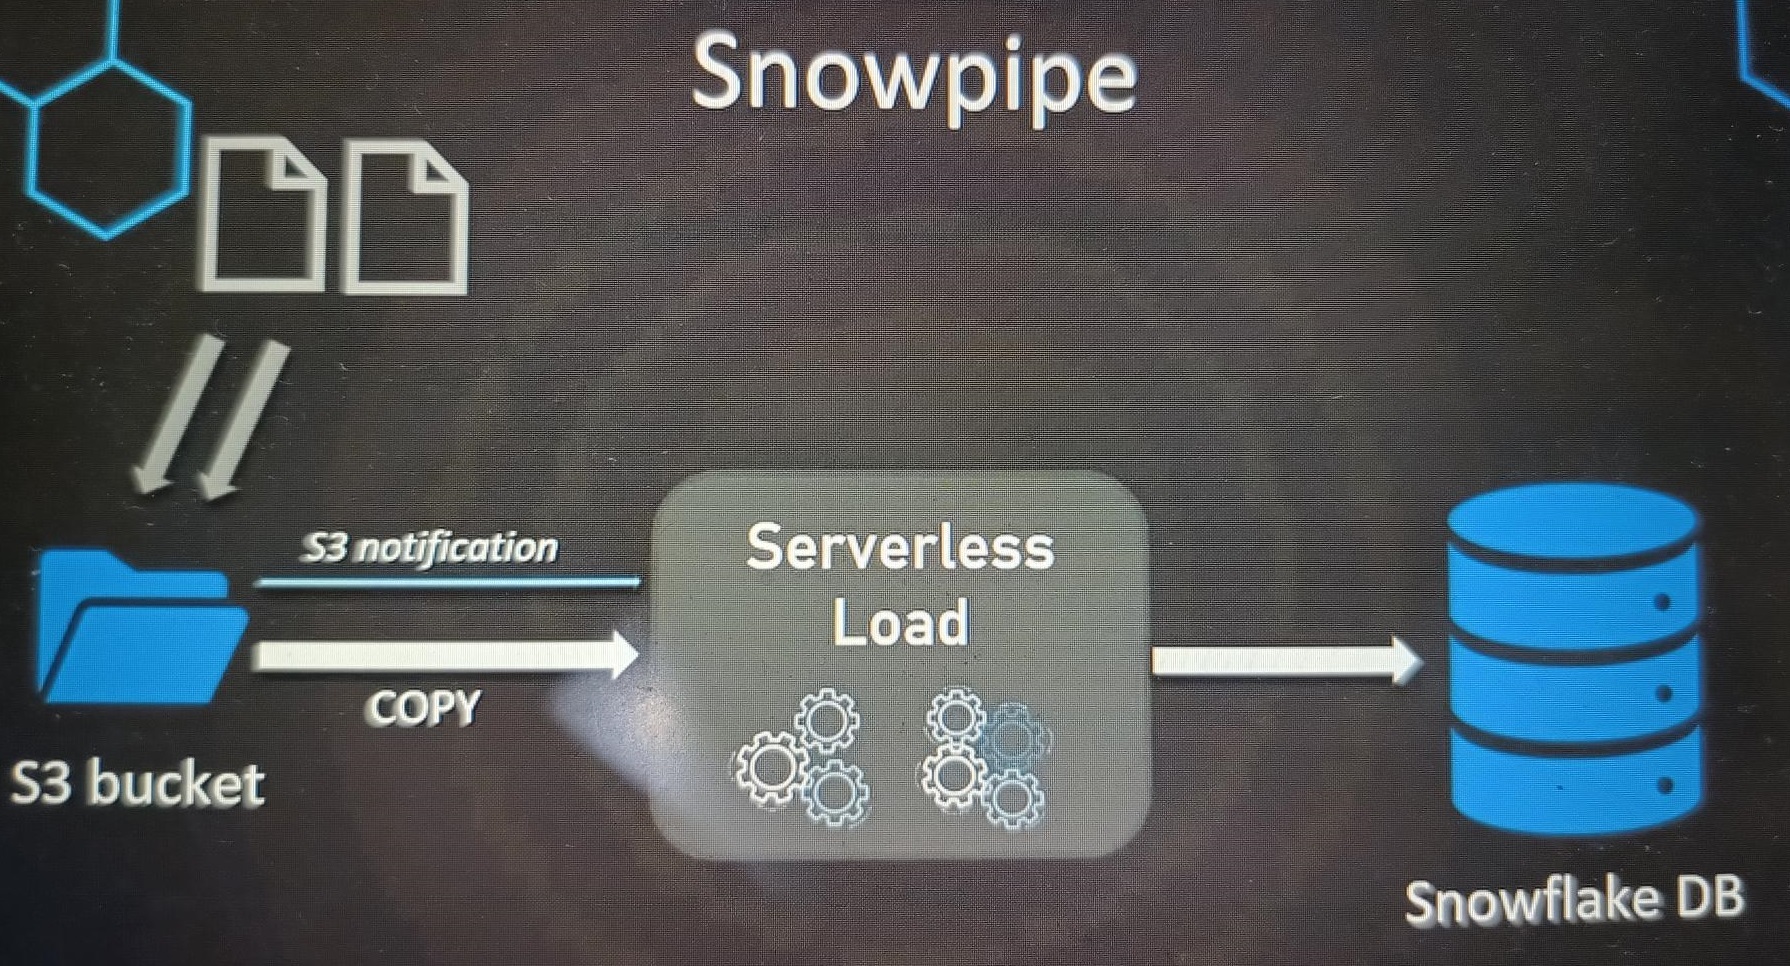 Snowpipe
S3 notification
COPY
S3 bucket
Serverless
Load
Snowflake DB